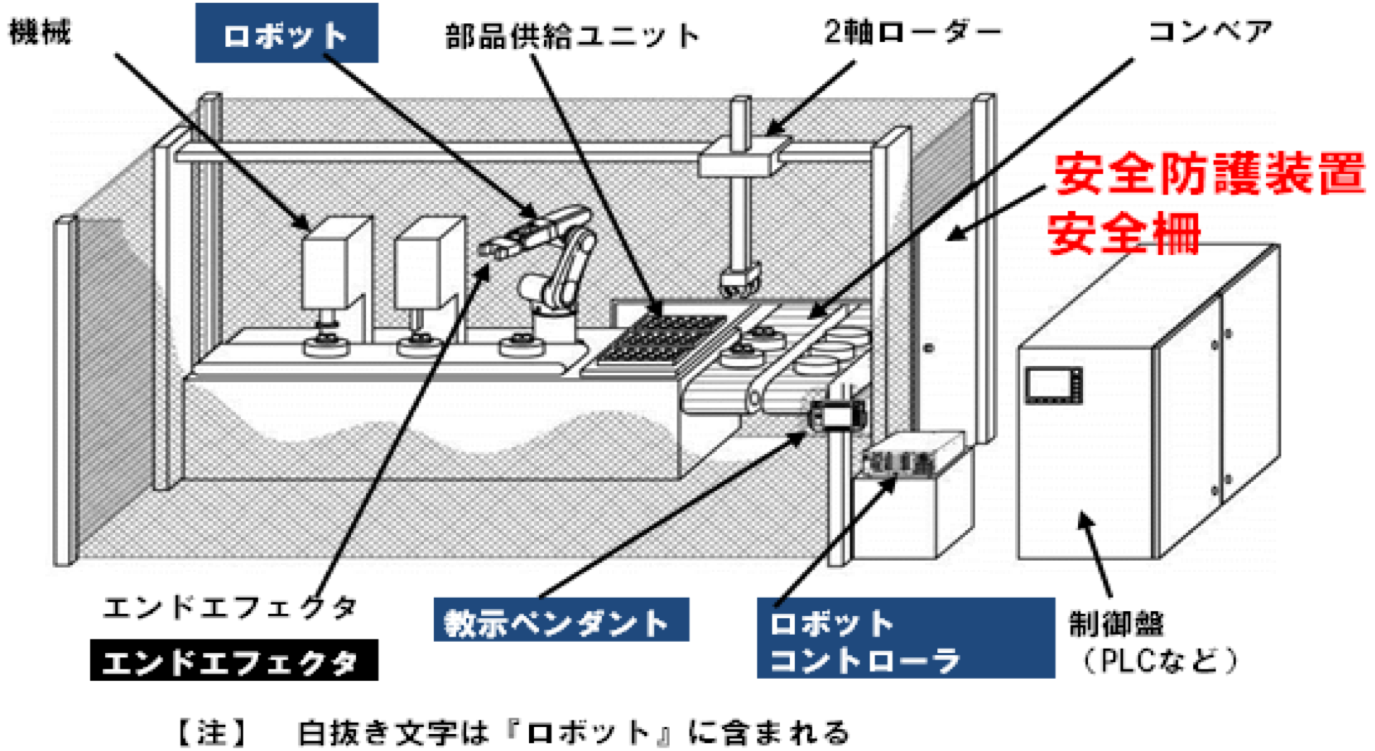 機械
ロボット
部品供給ユニット
2軸ローダー
コンベア
安全防護装置
安全柵
エンドエフェクタ
エンドエフェクタ
教示ペンダント
ロボット
コントローラ
制御盤
（PLCなど）
【注】　白抜き文字は『ロボット』に含まれる